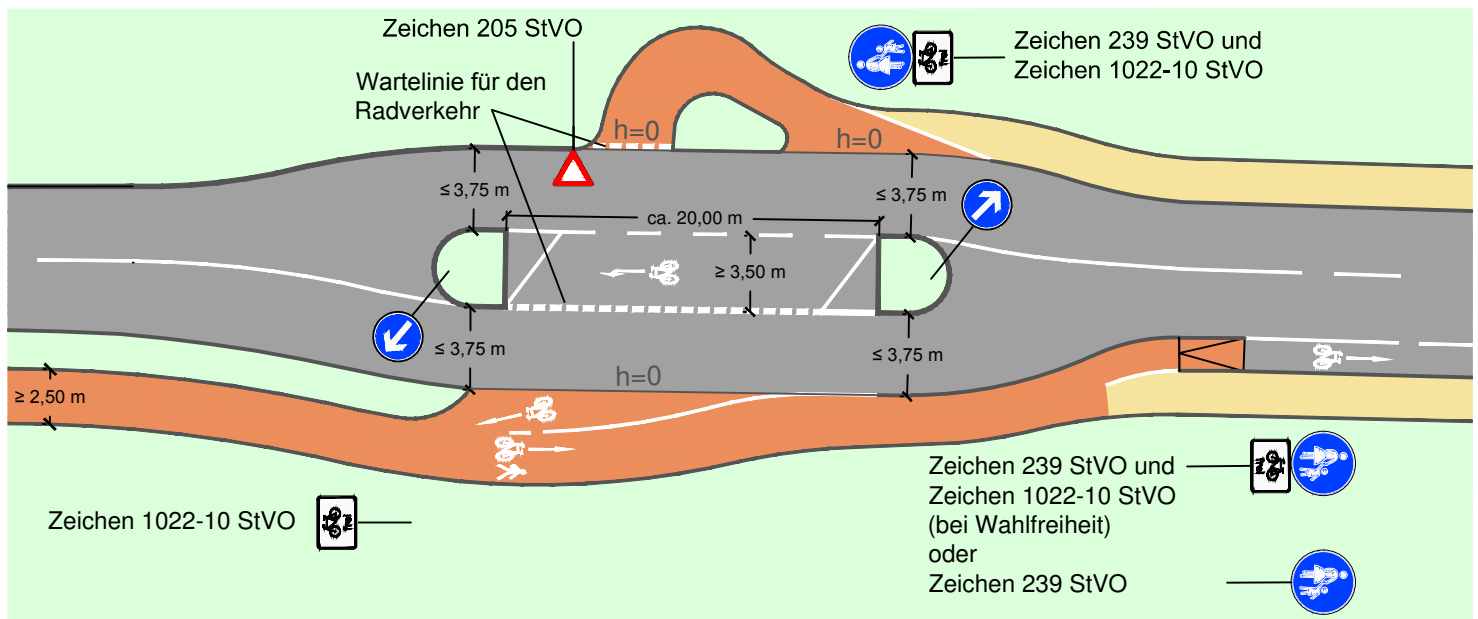 Zeichen 205 StVO
Zeichen 239 StVO und
Zeichen 1022-10 StVO
Wartelinie für den
Radverkehr
h=0
h=0
≤ 3,75 m
≤ 3,75 m
ca. 20,00 m
≥ 3,50 m
≤ 3,75 m
≤ 3,75 m
h=0
≥ 2,50 m
Zeichen 239 StVO und
Zeichen 1022-10 StVO
(bei Wahlfreiheit)
oder
Zeichen 239 StVO
Zeichen 1022-10 StVO